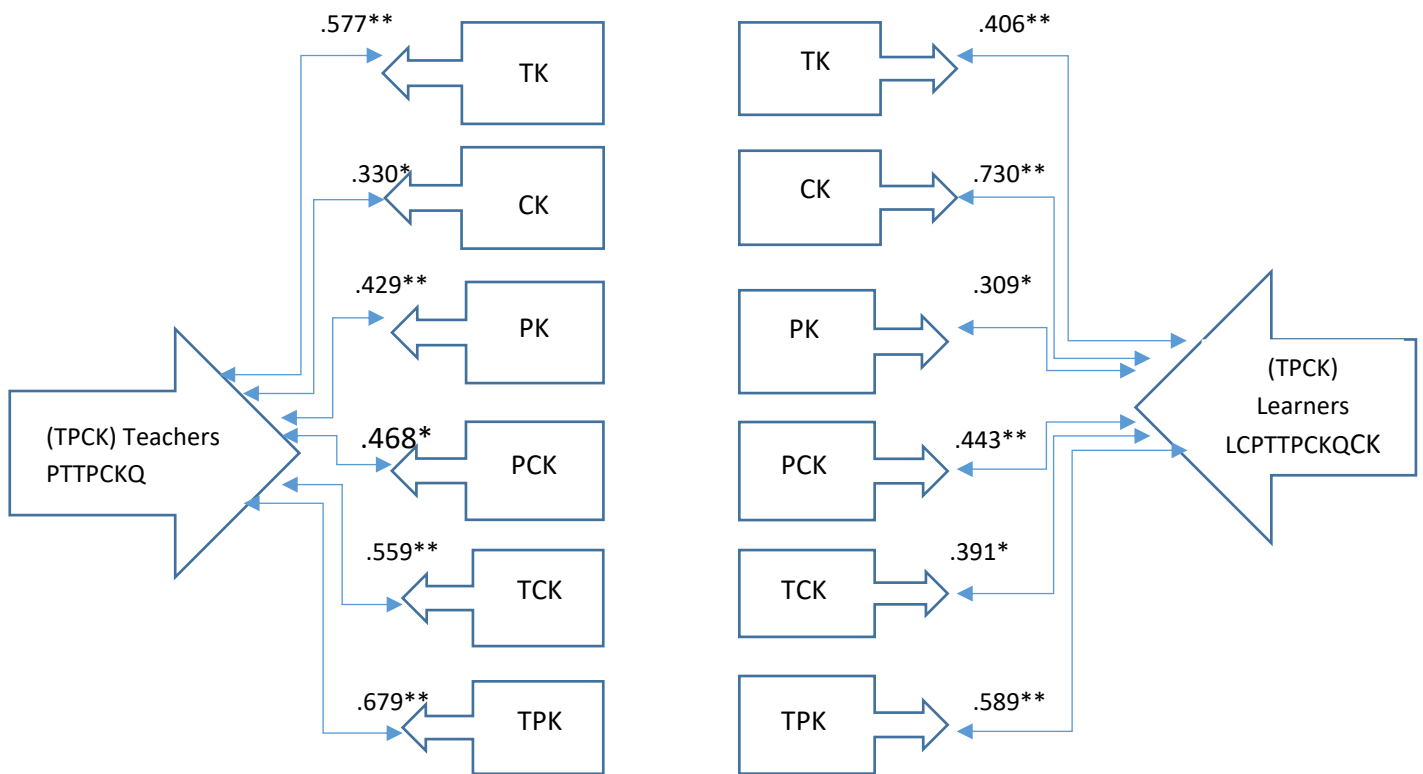 .577**
TK
TK
.406**
.330*
CK
CK
.730**
.429**
PK
PK
.309*
(TPCK) Teachers
PTTPCKQ
(TPCK)
Learners
LCPTTPCKQCK
.468*
PCK
PCK
.443**
.559**
TCK
TCK
.391*
.679**
TPK
TPK
.589**